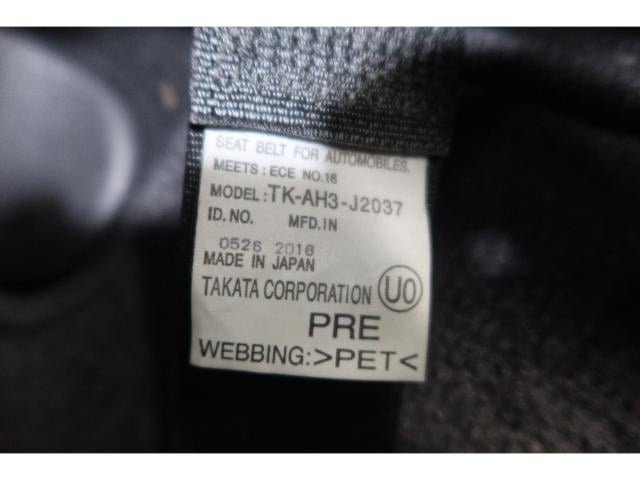 SEAT BELT FOR AUTOMOBILES.
MEETS: ECE NO.16
MODEL: TK-AH3-J2037
ID.NO. MFD.IN
0526 2016
MADE IN JAPAN
TAKATA CORPORATION U0
PRE
WEBBING:>PET<